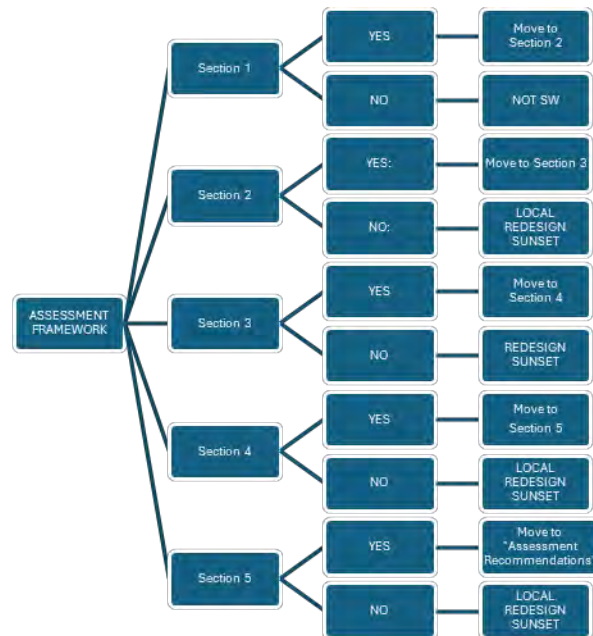 ASSESSMENT
FRAMEWORK
Section 1
YES
Move to
Section 2
NO
NOT SW
Section 2
YES:
Move to Section 3
NO:
LOCAL
REDESIGN
SUNSET
Section 3
YES
Move to
Section 4
NO
REDESIGN
SUNSET
Section 4
YES
Move to
Section 5
NO
LOCAL
REDESIGN
SUNSET
Section 5
YES
Move to
"Assessment
Recommendations"
NO
LOCAL
REDESIGN
SUNSET